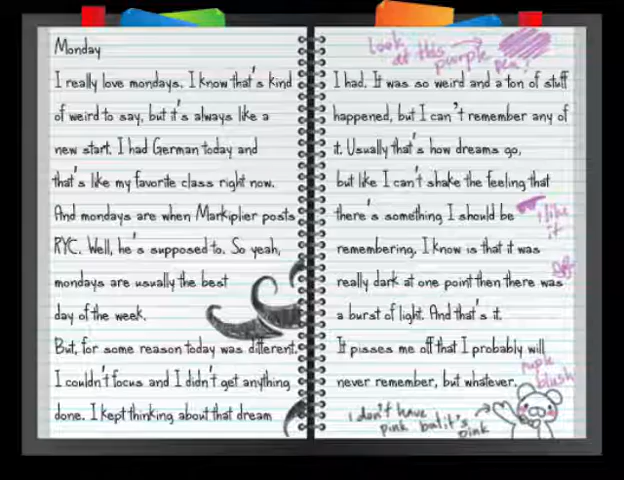 Monday
I really love mondays. I know that's kind
of weird to say, but it's always like a
new start. I had German today and
that's like my favorite class right now.
And mondays are when Markiplier posts
RYC. Well, he's supposed to. So yeah,
mondays are usually the best
day of the week.
But, for some reason today was different.
I couldn't focus and I didn't get anything
done. I kept thinking about that dream
Look
at this
purple
pen!
I had. It was so weird and a ton of stuff
happened, but I can't remember any of
it. Usually that's how dreams go,
but like I can't shake the feeling that
there's something I should be
I like
it
remembering. I know is that it was
really dark at one point then there was
a burst of light. And that's it.
It pisses me off that I probably will
never remember, but whatever.
blush
I don't have
pink but it's
pink